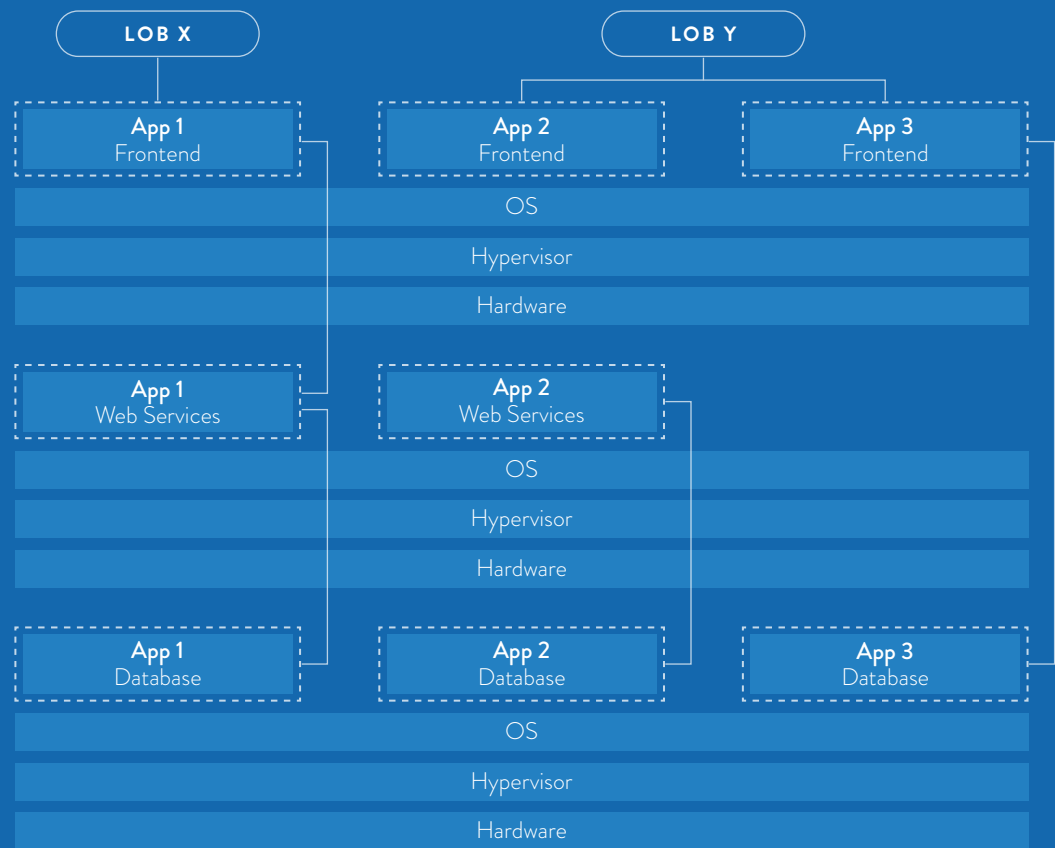 LOB X
LOB Y
App 1
Frontend
App 2
Frontend
App 3
Frontend
OS
Hypervisor
Hardware
App 1
Web Services
App 2
Web Services
OS
Hypervisor
Hardware
App 1
Database
App 2
Database
App 3
Database
OS
Hypervisor
Hardware